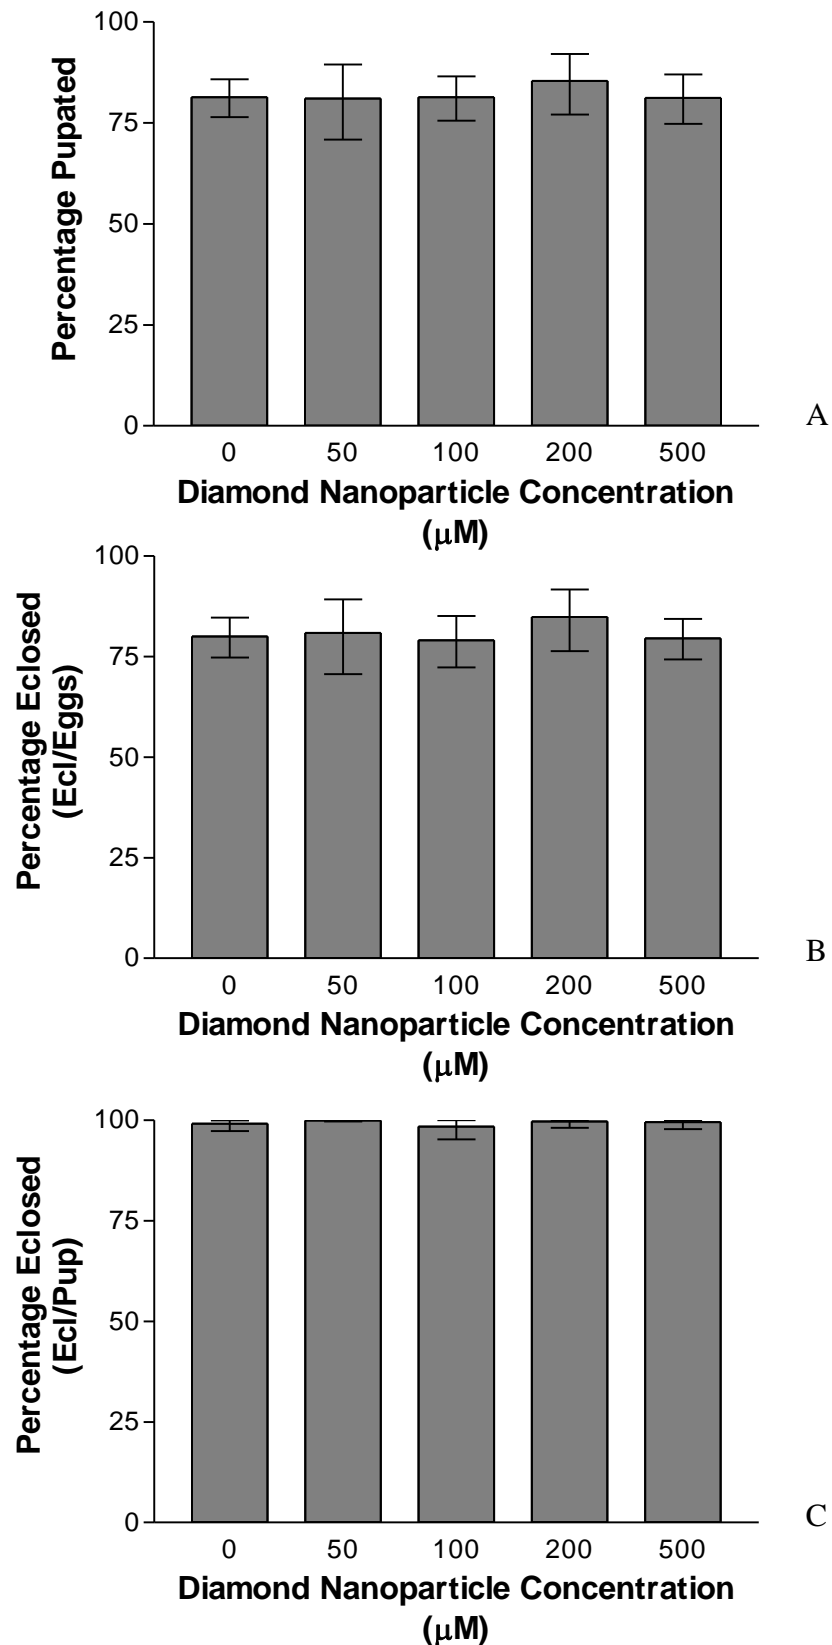 Percentage Pupated
100
75
50
25
0
0 50 100 200 500
Diamond Nanoparticle Concentration
(μM)
A
Percentage Eclosed
(Ecl/Eggs)
100
75
50
25
0
0 50 100 200 500
Diamond Nanoparticle Concentration
(μM)
B
Percentage Eclosed
(Ecl/Pup)
100
75
50
25
0
0 50 100 200 500
Diamond Nanoparticle Concentration
(μM)
C